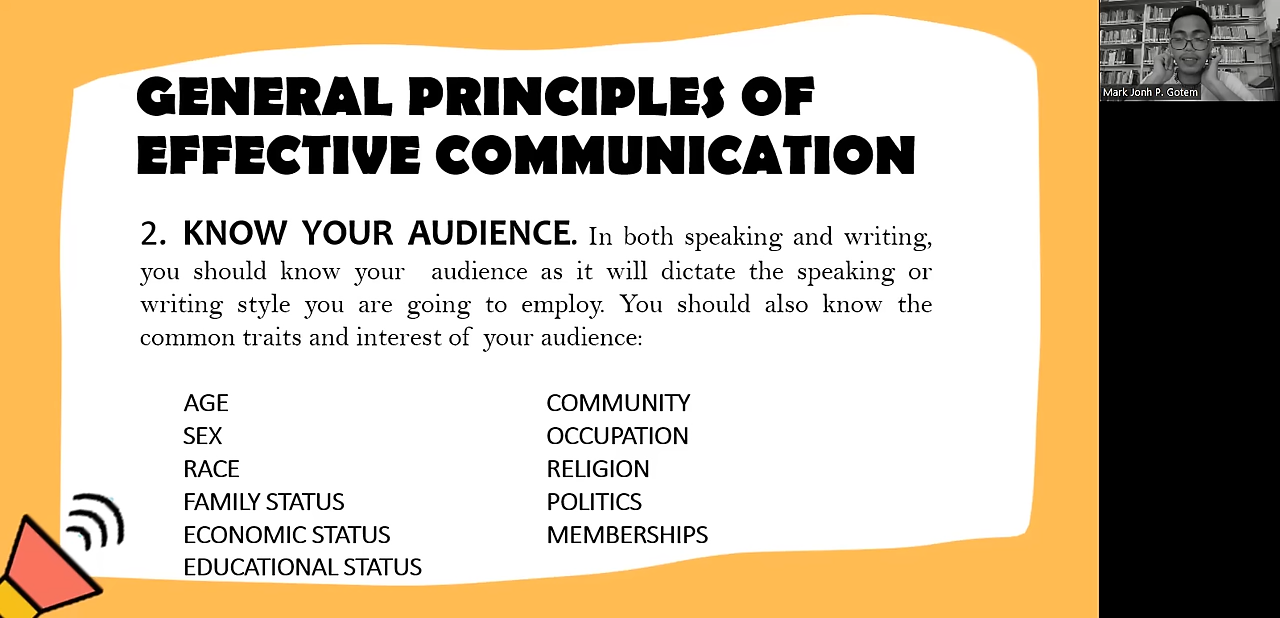 GENERAL PRINCIPLES OF
EFFECTIVE COMMUNICATION
2. KNOW YOUR AUDIENCE. In both speaking and writing,
you should know your audience as it will dictate the speaking or
writing style you are going to employ. You should also know the
common traits and interest of your audience:
AGE
SEX
RACE
FAMILY STATUS
ECONOMIC STATUS
EDUCATIONAL STATUS
COMMUNITY
OCCUPATION
RELIGION
POLITICS
MEMBERSHIPS
Mark Jonh P. Gotem